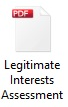 PDF
Legitimate
Interests
Assessment